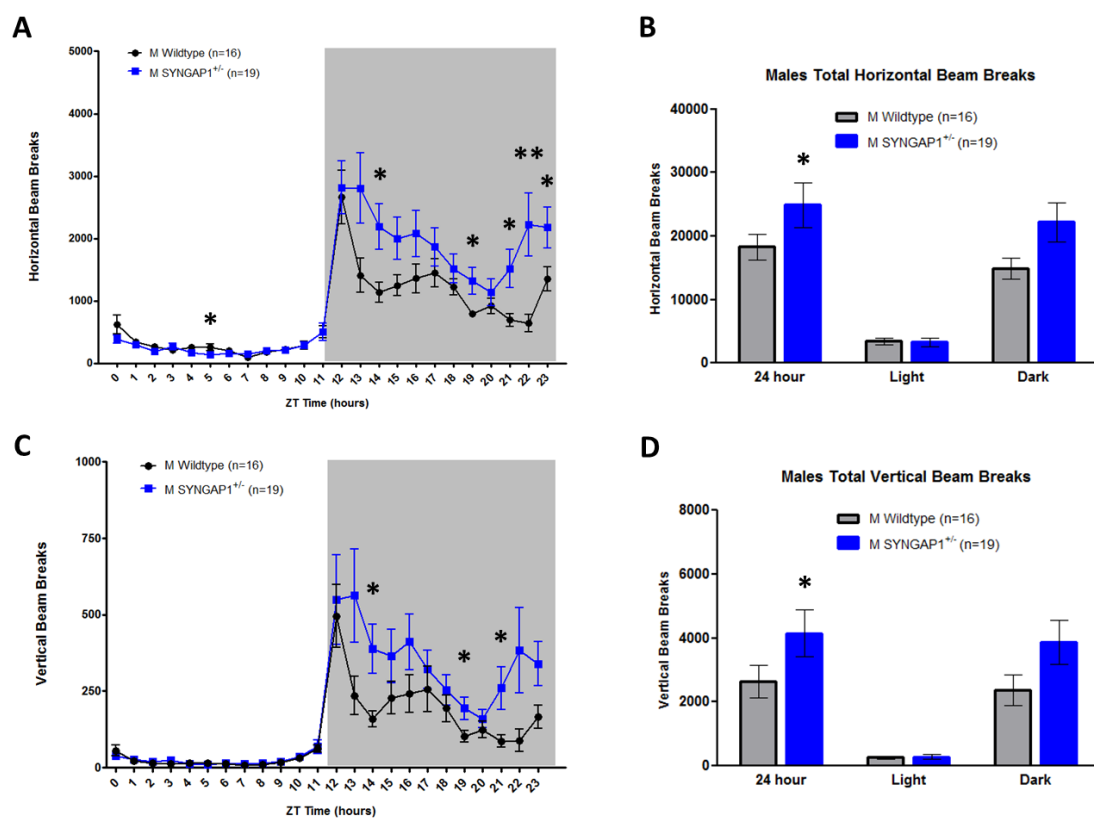 A
M Wildtype (n=16)
M SYNGAP1+/- (n=19)
5000
4000
3000
2000
1000
0
Horizontal Beam Breaks
* * * * ** *
0 1 2 3 4 5 6 7 8 9 10 11 12 13 14 15 16 17 18 19 20 21 22 23
ZT Time (hours)
B
Males Total Horizontal Beam Breaks
M Wildtype (n=16)
M SYNGAP1+/- (n=19)
40000
30000
20000
10000
0
Horizontal Beam Breaks
*
24 hour Light Dark
C
M Wildtype (n=16)
M SYNGAP1+/- (n=19)
1000
750
500
250
0
Vertical Beam Breaks
* * *
0 1 2 3 4 5 6 7 8 9 10 11 12 13 14 15 16 17 18 19 20 21 22 23
ZT Time (hours)
D
Males Total Vertical Beam Breaks
M Wildtype (n=16)
M SYNGAP1+/- (n=19)
8000
6000
4000
2000
0
Vertical Beam Breaks
*
24 hour Light Dark